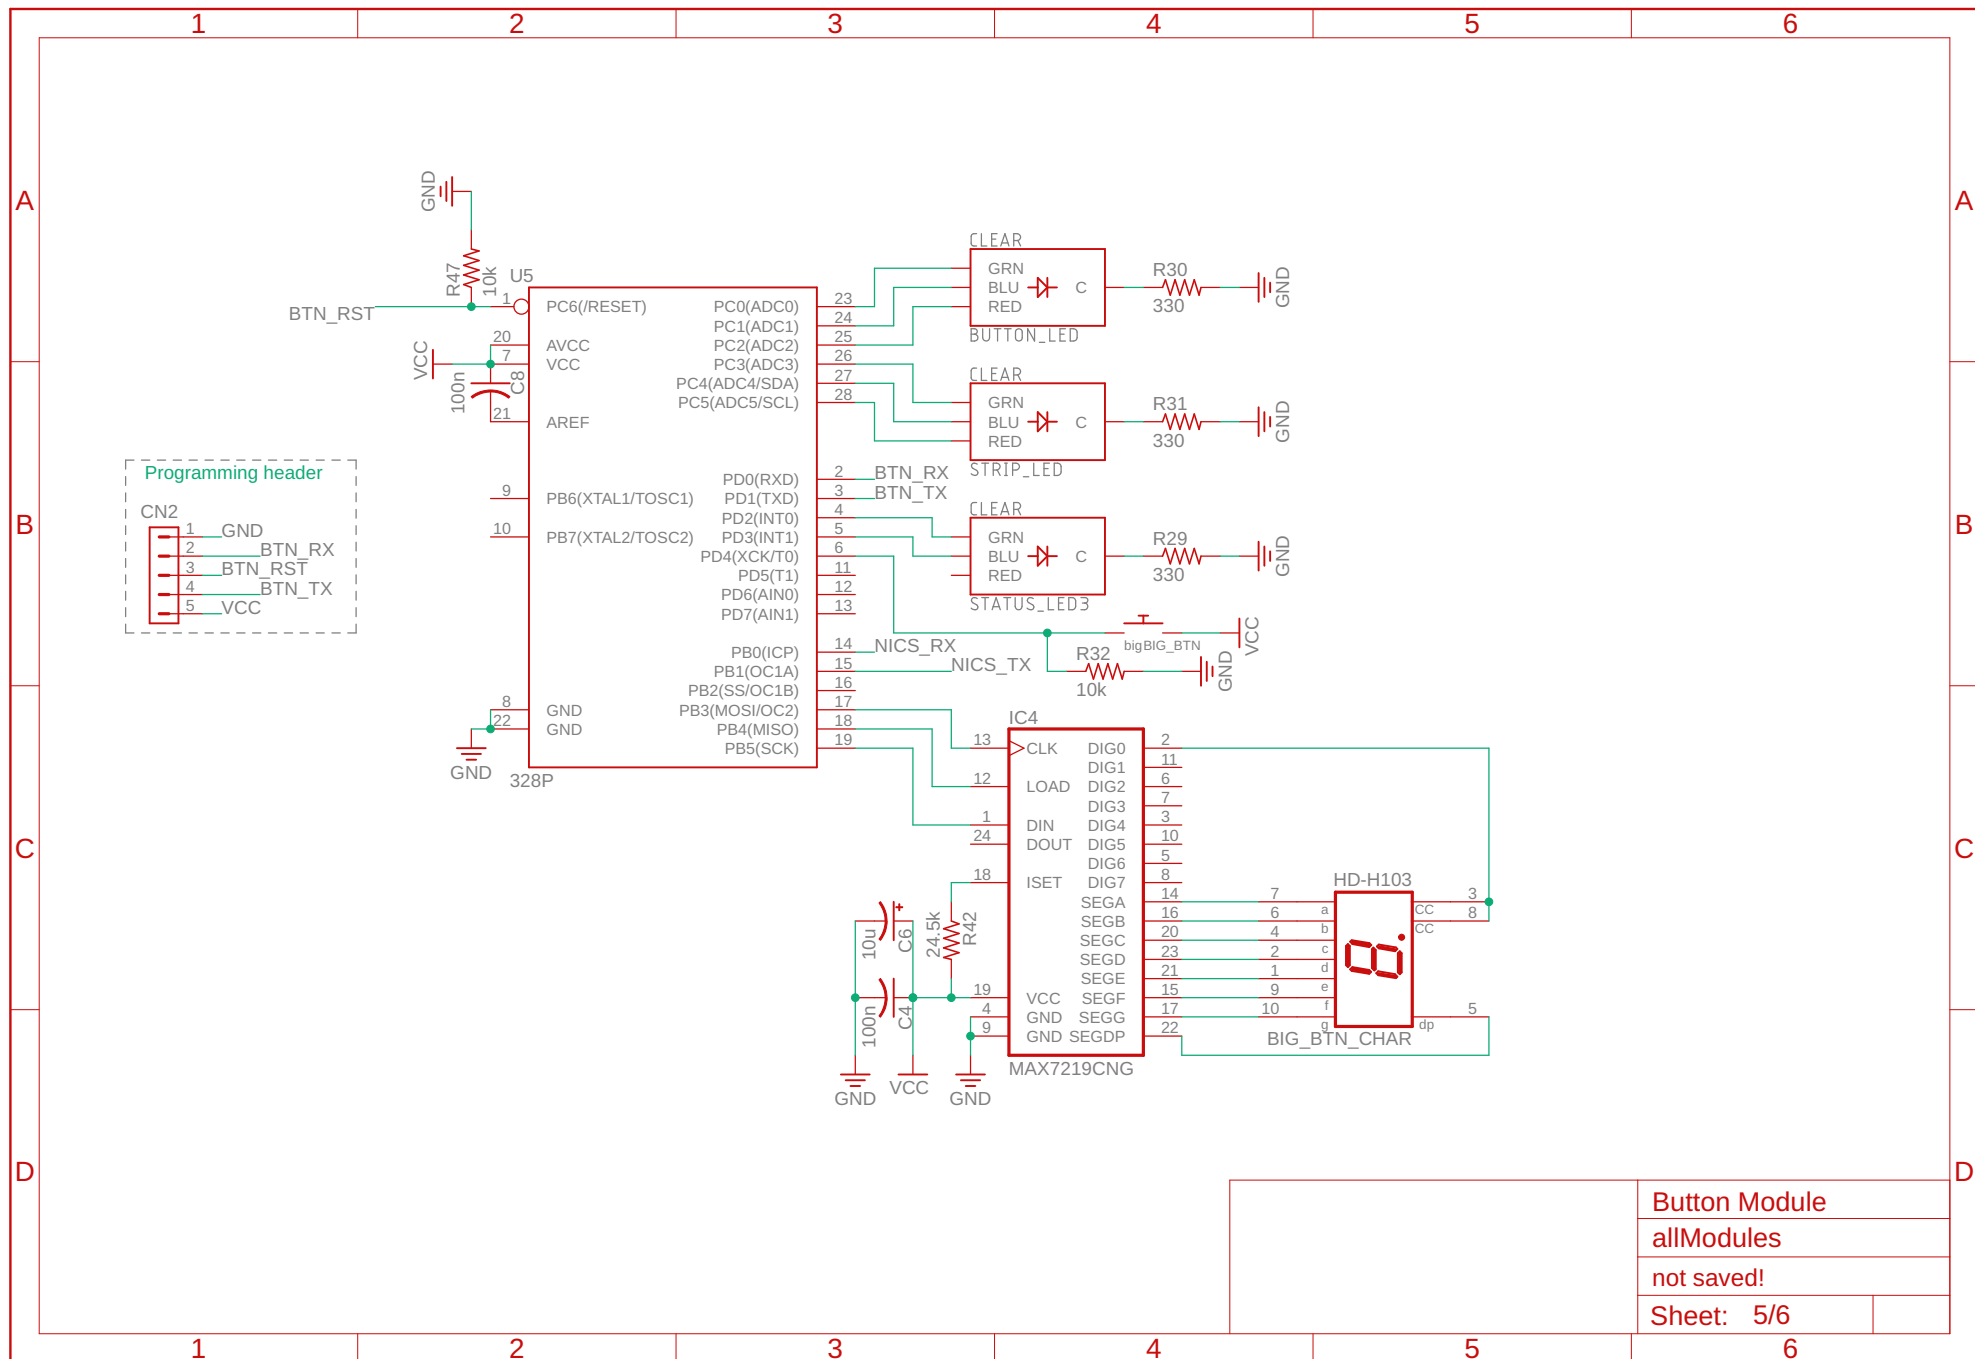 1 2 3 4 5 6
A A
B B
C C
D D
1 2 3 4 5 6
GND
R47
10k
BTN_RST
U5
1 PC6(/RESET)
20 AVCC
7 VCC
21 AREF
9 PB6(XTAL1/TOSC1)
10 PB7(XTAL2/TOSC2)
8 GND
22 GND
328P
VCC
100n
C8
GND
PC0(ADC0) 23
PC1(ADC1) 24
PC2(ADC2) 25
PC3(ADC3) 26
PC4(ADC4/SDA) 27
PC5(ADC5/SCL) 28
PD0(RXD) 2 BTN_RX
PD1(TXD) 3 BTN_TX
PD2(INT0) 4
PD3(INT1) 5
PD4(XCK/T0) 6
PD5(T1) 11
PD6(AIN0) 12
PD7(AIN1) 13
PB0(ICP) 14 NICS_RX
PB1(OC1A) 15 NICS_TX
PB2(SS/OC1B) 16
PB3(MOSI/OC2) 17
PB4(MISO) 18
PB5(SCK) 19
Programming header
CN2
1 GND
2 BTN_RX
3 BTN_RST
4 BTN_TX
5 VCC
CLEAR
GRN
BLU C
RED
BUTTON_LED
R30
330
GND
CLEAR
GRN
BLU C
RED
STRIP_LED
R31
330
GND
CLEAR
GRN
BLU C
RED
STATUS_LED3
R29
330
GND
bigBIG_BTN
VCC
R32
10k
GND
IC4
13 CLK
12 LOAD
1 DIN
24 DOUT
18 ISET
19 VCC
4 GND
9 GND
DIG0 2
DIG1 11
DIG2 6
DIG3 7
DIG4 3
DIG5 10
DIG6 5
DIG7 8
SEGA 14
SEGB 16
SEGC 20
SEGD 23
SEGE 21
SEGF 15
SEGG 17
SEGDP 22
MAX7219CNG
10u
C6
100n
C4
24.5k
R42
GND
VCC
GND
HD-H103
7 a
6 b
4 c
2 d
1 e
9 f
10 g
CC 3
CC 8
dp 5
BIG_BTN_CHAR
Button Module
allModules
not saved!
Sheet: 5/6